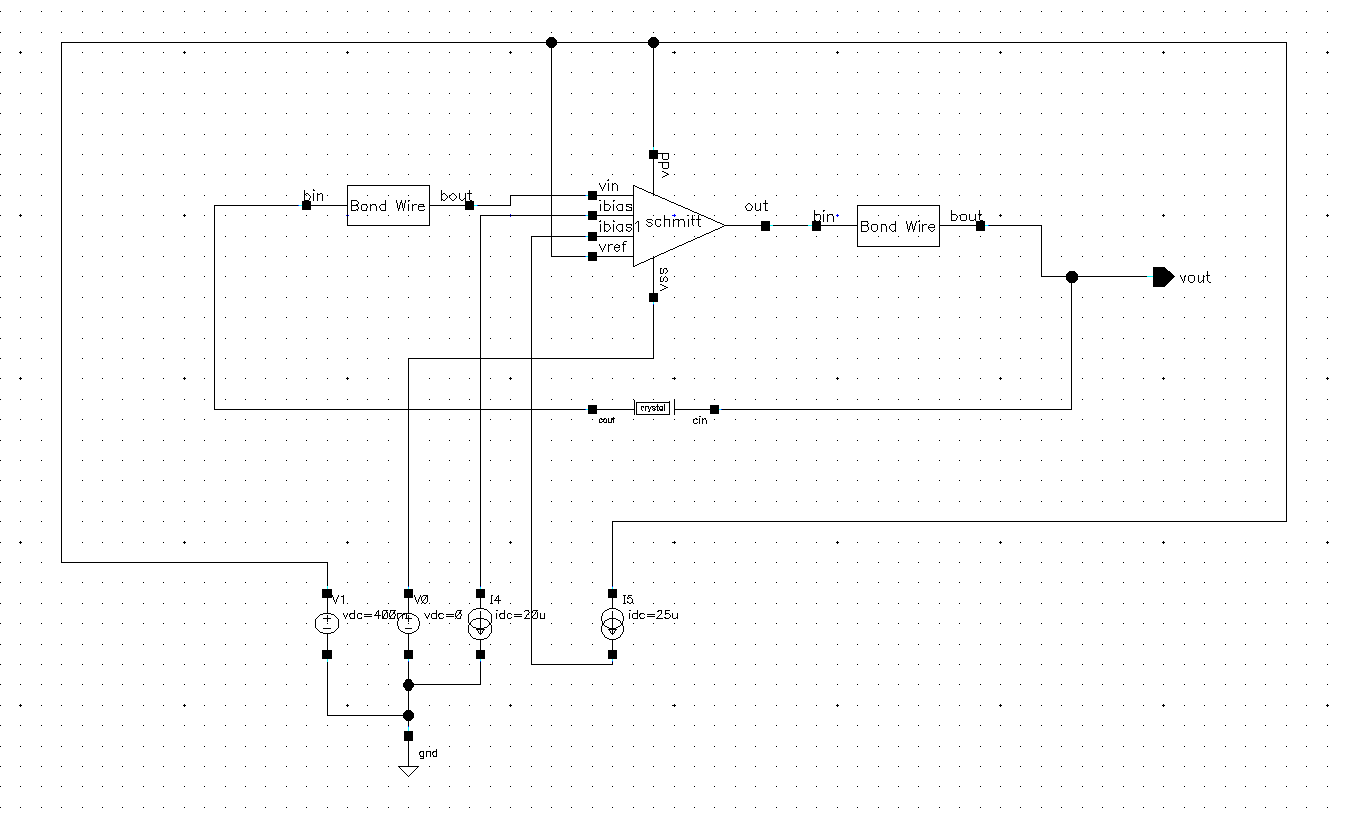 vdd
bin
Bond Wire
bout
vin
ibias
ibias1
vref
schmitt
vss
out
bin
Bond Wire
bout
vout
crystal
cout
cin
V1
vdc=400m
V0
vdc=0
I4
idc=20u
I5
idc=25u
gnd